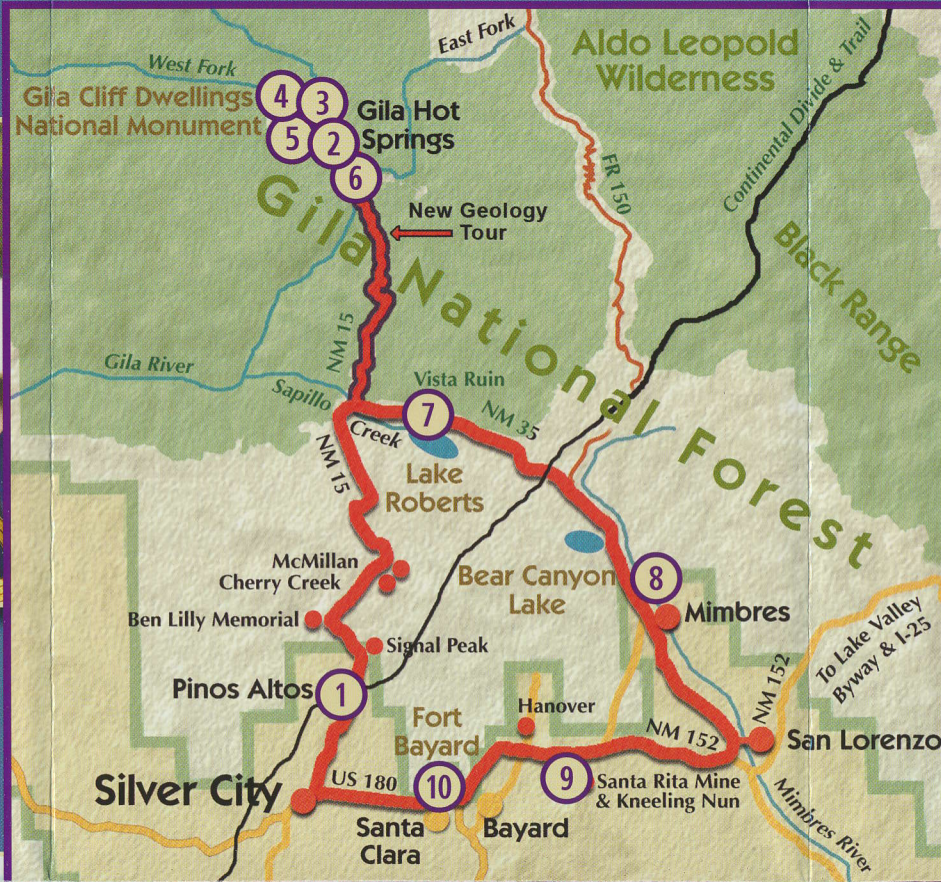 East Fork
Aldo Leopold
Wilderness
Continental Divide & Trail
West Fork
Gila Cliff Dwellings
National Monument
4
3
5
2
6
Gila Hot
Springs
FR 150
New Geology
Tour
Black Range
Gila National Forest
NM 15
Gila River
Sapillo
Creek
Vista Ruin
7
NM 35
NM 15
Lake
Roberts
McMillan
Cherry Creek
Bear Canyon
Lake
8
Mimbres
Ben Lilly Memorial
Signal Peak
To Lake Valley
Byway & I-25
NM 152
Pinos Altos
1
Fort
Bayard
Hanover
NM 152
San Lorenzo
Silver City
US 180
10
9
Santa Rita Mine
& Kneeling Nun
Santa
Clara
Bayard
Mimbres River